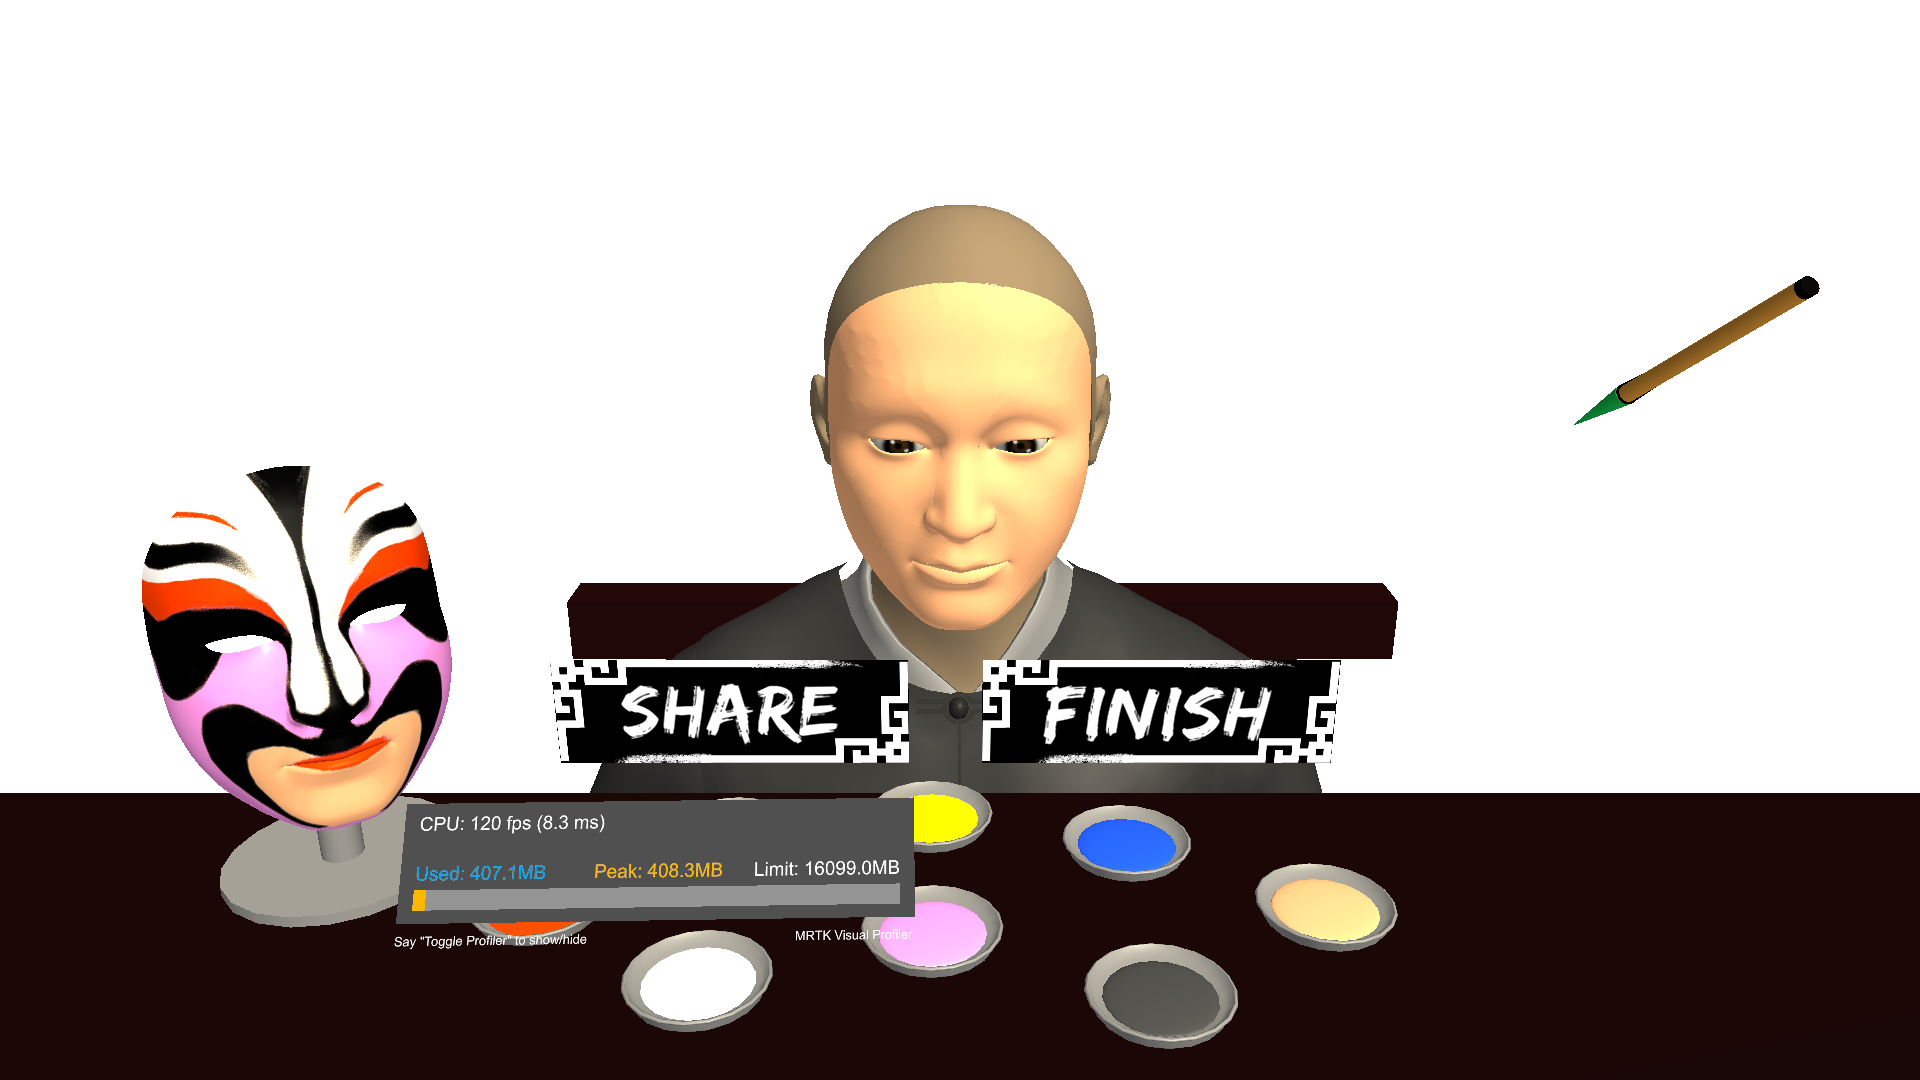 SHARE
FINISH
CPU: 120 fps (8.3 ms)
Used: 407.1MB Peak: 408.3MB Limit: 16099.0MB
Say "Toggle Profiler" to show/hide MRTK Visual Profiler